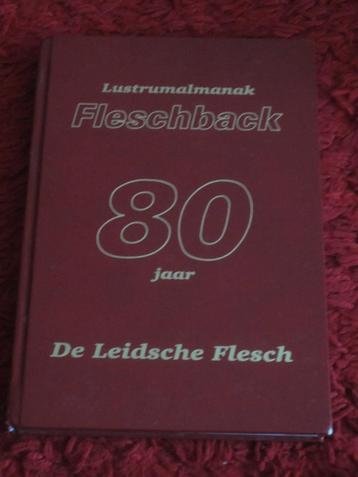 Lustrumalmanak
Fleschback
80
jaar
De Leidsche Flesch